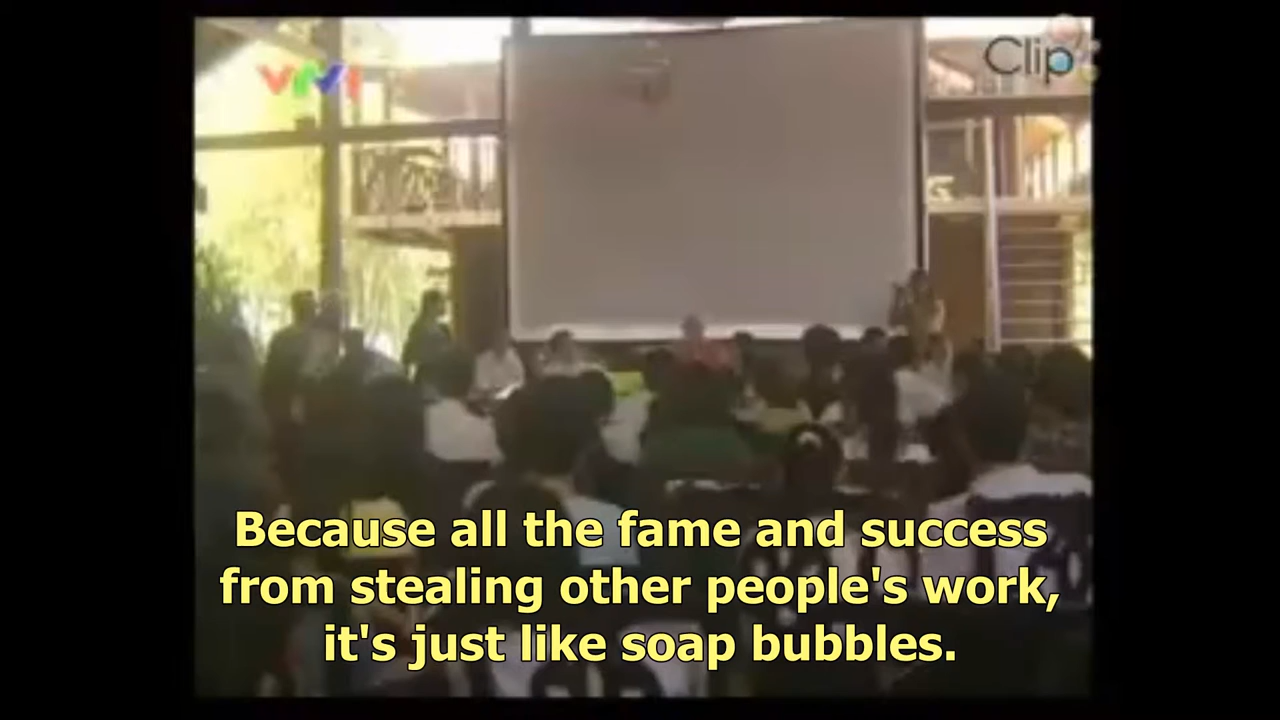 VTV1
Clip
Because all the fame and success
from stealing other people's work,
it's just like soap bubbles.